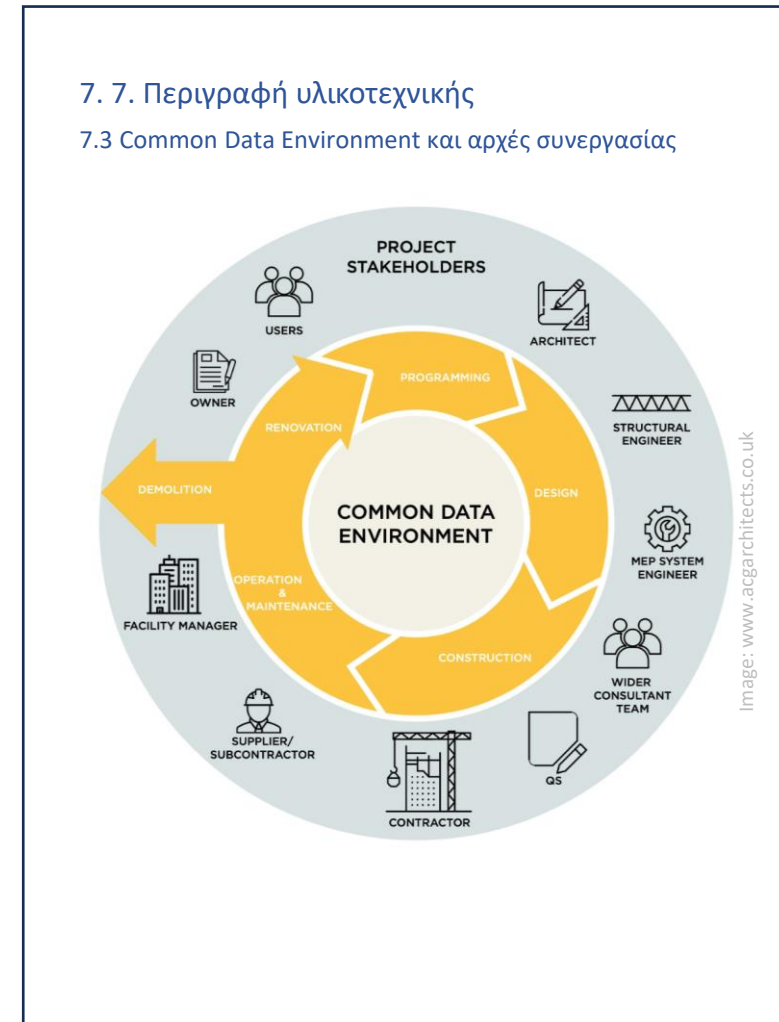 7. 7. Περιγραφή υλικοτεχνικής
7.3 Common Data Environment και αρχές συνεργασίας
PROJECT
STAKEHOLDERS
USERS
ARCHITECT
OWNER
PROGRAMMING
RENOVATION
STRUCTURAL
ENGINEER
DEMOLITION
DESIGN
COMMON DATA
ENVIRONMENT
MEP SYSTEM
ENGINEER
OPERATION
&
MAINTENANCE
FACILITY MANAGER
CONSTRUCTION
WIDER
CONSULTANT
TEAM
SUPPLIER/
SUBCONTRACTOR
QS
CONTRACTOR
Image: www.acgarchitects.co.uk